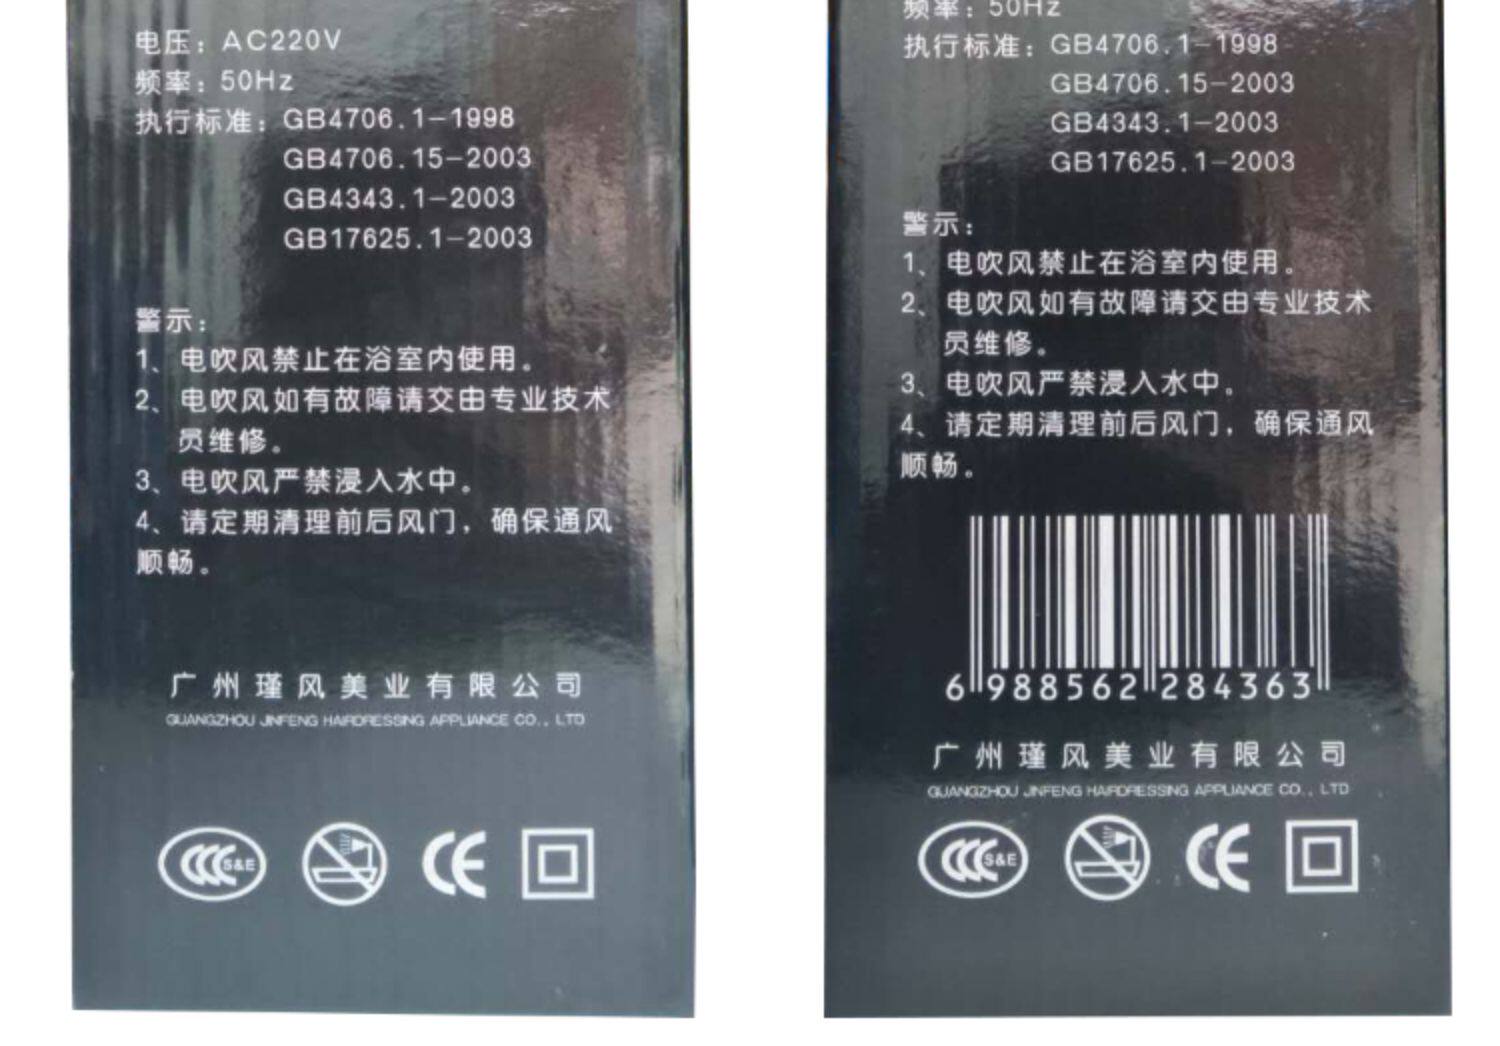 电压：AC220V
频率：50Hz
执行标准：GB4706.1-1998
GB4706.15-2003
GB4343.1-2003
GB17625.1-2003
警示：
1、电吹风禁止在浴室内使用。
2、电吹风如有故障请交由专业技术
员维修。
3、电吹风严禁浸入水中。
4、请定期清理前后风门，确保通风
顺畅。
广州瑾风美业有限公司
GUANGZHOU JINFENG HAIRDRESSING APPLIANCE CO., LTD
CCC S&E
CE
频率：50Hz
执行标准：GB4706.1-1998
GB4706.15-2003
GB4343.1-2003
GB17625.1-2003
警示：
1、电吹风禁止在浴室内使用。
2、电吹风如有故障请交由专业技术
员维修。
3、电吹风严禁浸入水中。
4、请定期清理前后风门，确保通风
顺畅。
6 988562 284363
广州瑾风美业有限公司
GUANGZHOU JINFENG HAIRDRESSING APPLIANCE CO., LTD
CCC S&E
CE